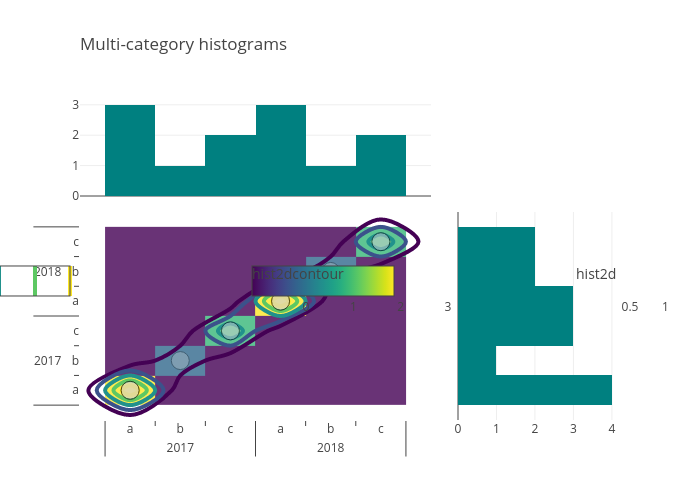 Multi-category histograms
3
2
1
0
c
2018 b
a
c
2017 b
a
hist2dcontour
hist2d
3
0.5 1
a b c a b c
2017 2018
0 1 2 3 4